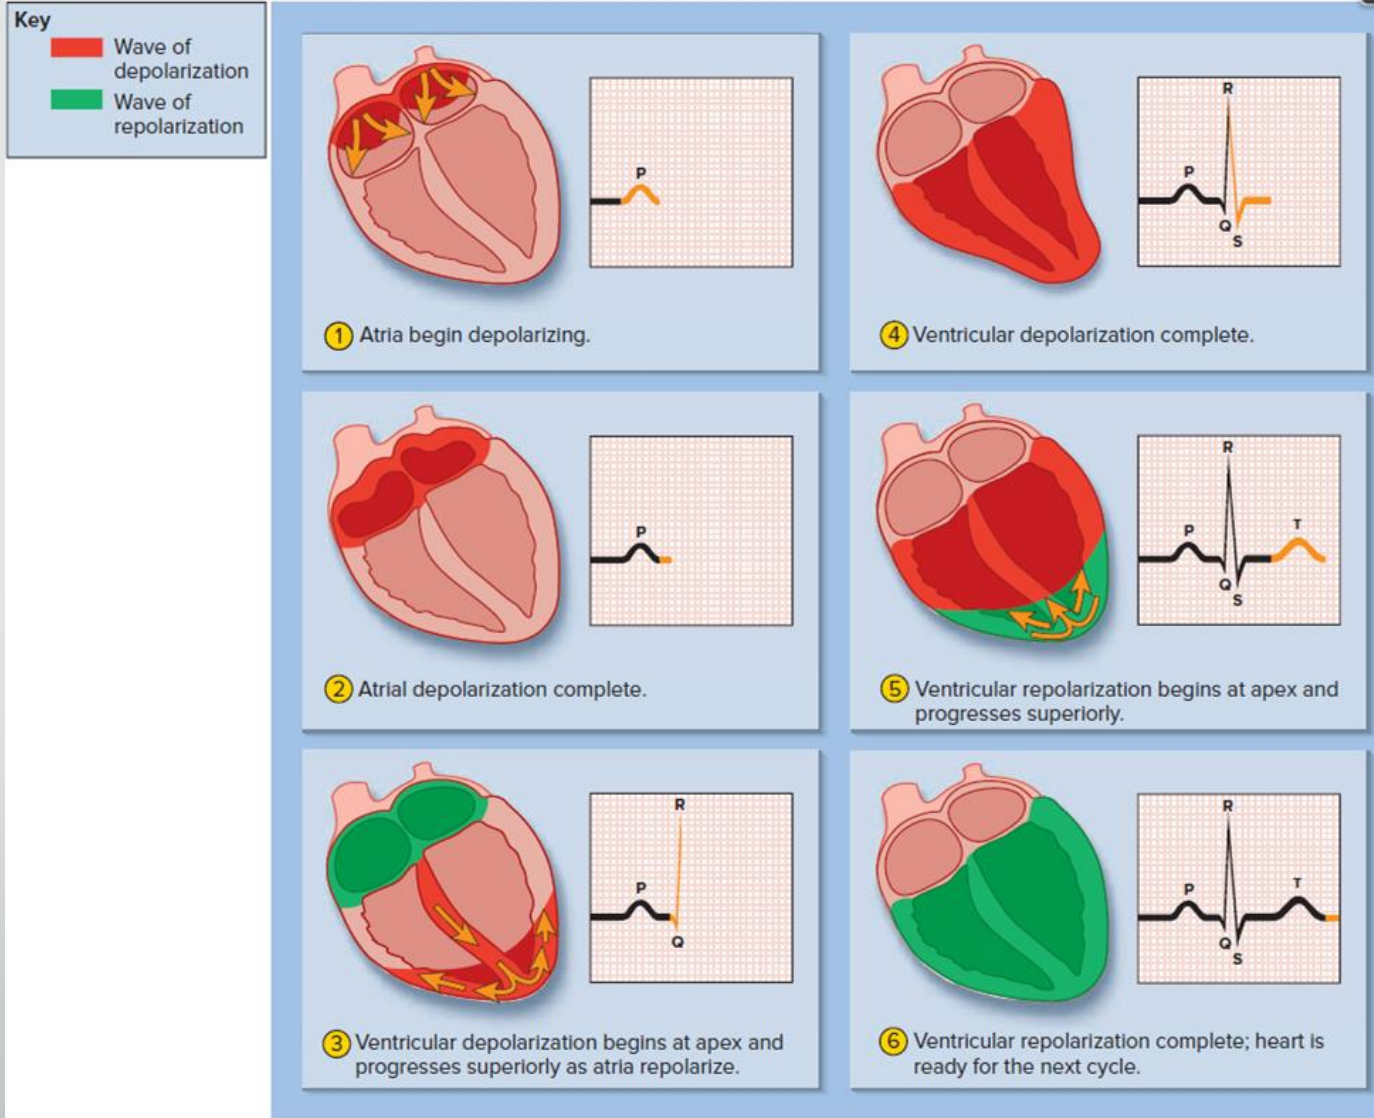 Key
Wave of
depolarization
Wave of
repolarization
P
1 Atria begin depolarizing.
P
2 Atrial depolarization complete.
R
P
Q
3 Ventricular depolarization begins at apex and
progresses superiorly as atria repolarize.
R
P
Q
S
4 Ventricular depolarization complete.
R
P
T
Q
S
5 Ventricular repolarization begins at apex and
progresses superiorly.
R
P
T
Q
S
6 Ventricular repolarization complete; heart is
ready for the next cycle.